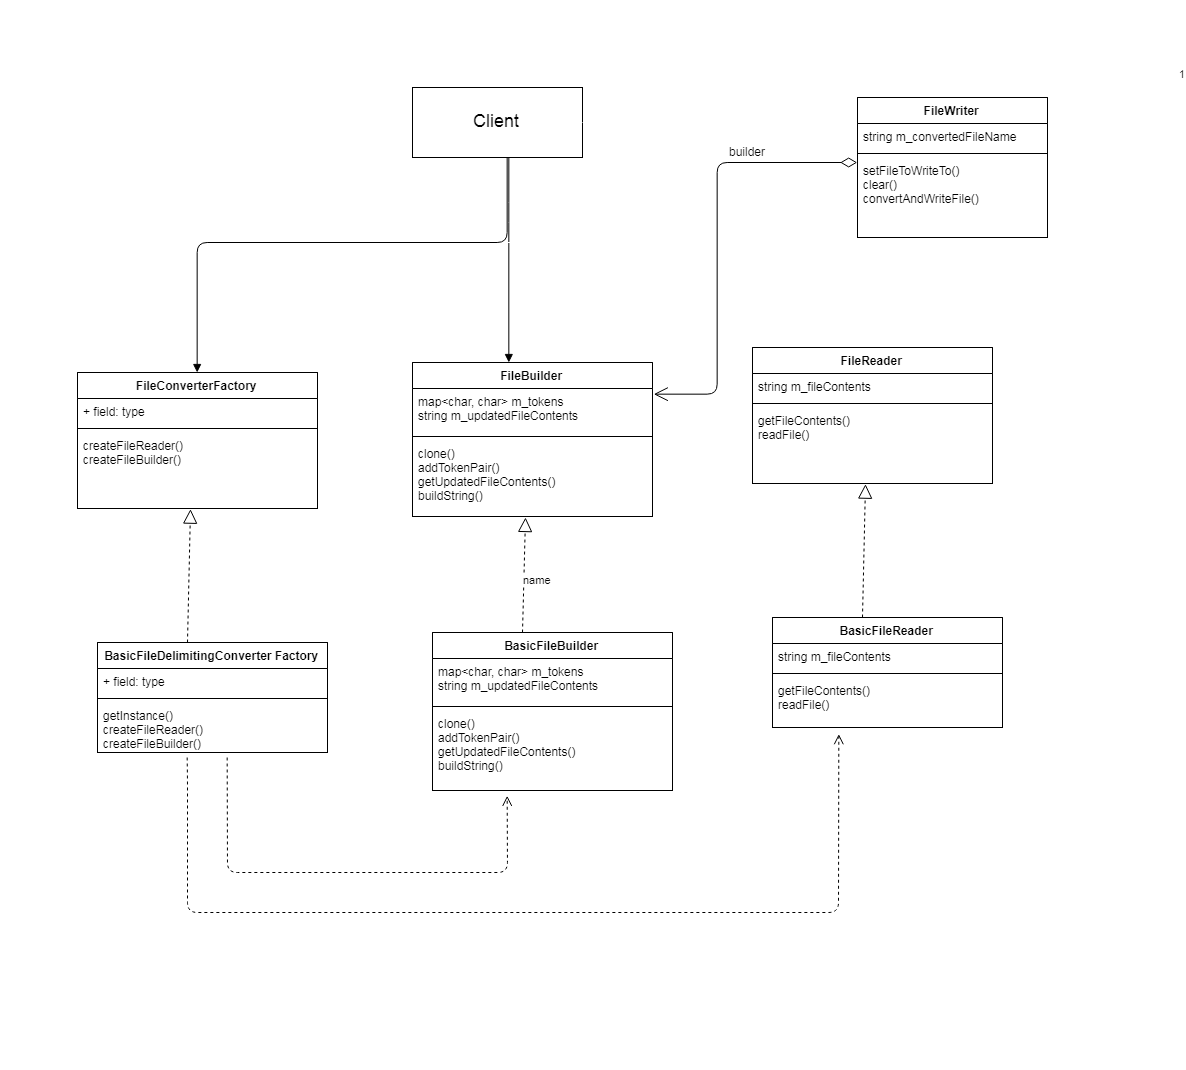 1
Client
FileWriter
string m_convertedFileName
setFileToWriteTo()
clear()
convertAndWriteFile()
builder
FileConverterFactory
+ field: type
createFileReader()
createFileBuilder()
FileBuilder
map<char, char> m_tokens
string m_updatedFileContents
clone()
addTokenPair()
getUpdatedFileContents()
buildString()
FileReader
string m_fileContents
getFileContents()
readFile()
name
BasicFileDelimitingConverter Factory
+ field: type
getInstance()
createFileReader()
createFileBuilder()
BasicFileBuilder
map<char, char> m_tokens
string m_updatedFileContents
clone()
addTokenPair()
getUpdatedFileContents()
buildString()
BasicFileReader
string m_fileContents
getFileContents()
readFile()